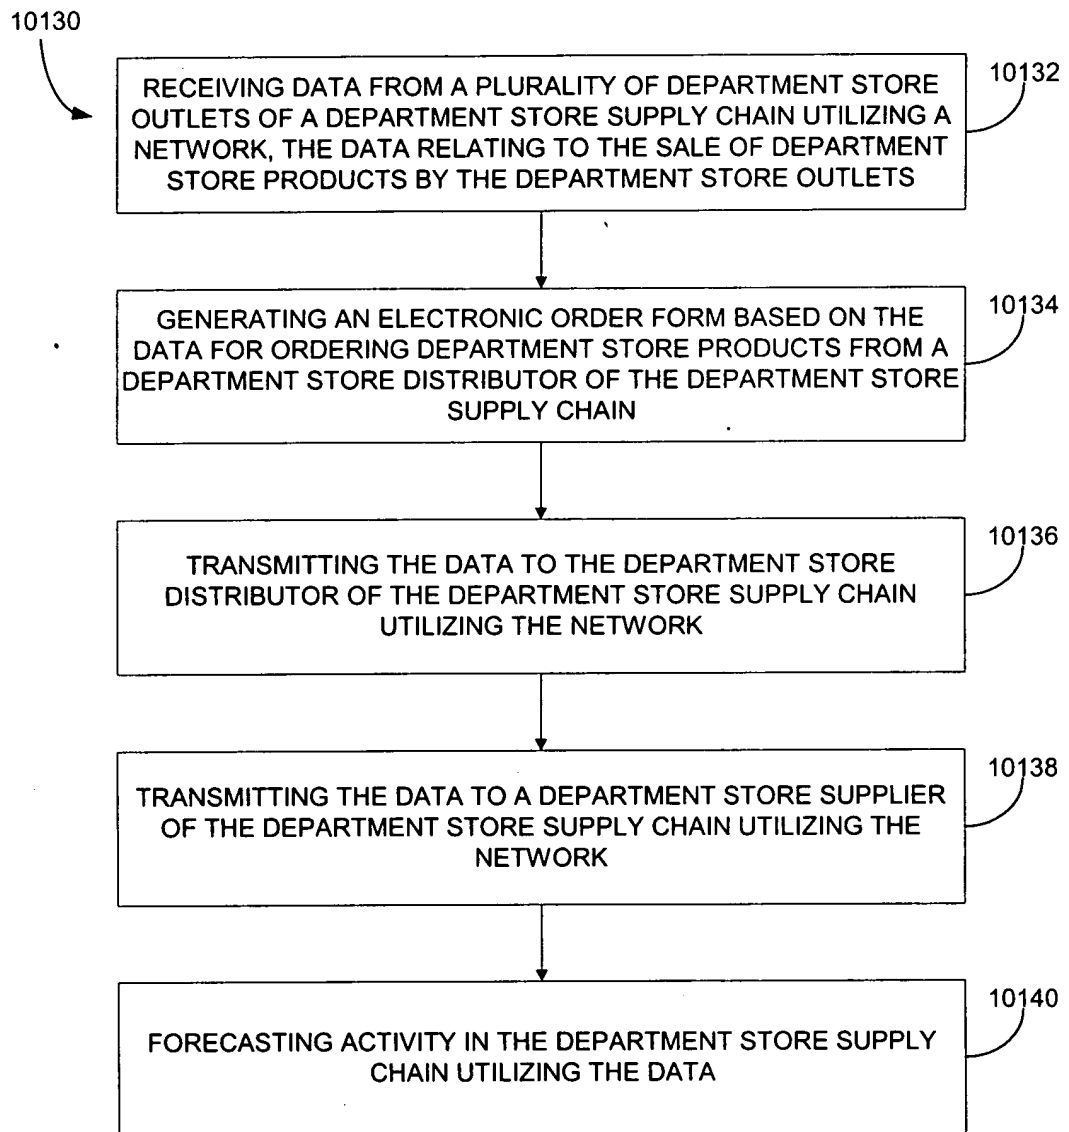 10130
10132
RECEIVING DATA FROM A PLURALITY OF DEPARTMENT STORE
OUTLETS OF A DEPARTMENT STORE SUPPLY CHAIN UTILIZING A
NETWORK, THE DATA RELATING TO THE SALE OF DEPARTMENT
STORE PRODUCTS BY THE DEPARTMENT STORE OUTLETS
10134
GENERATING AN ELECTRONIC ORDER FORM BASED ON THE
DATA FOR ORDERING DEPARTMENT STORE PRODUCTS FROM A
DEPARTMENT STORE DISTRIBUTOR OF THE DEPARTMENT STORE
SUPPLY CHAIN
10136
TRANSMITTING THE DATA TO THE DEPARTMENT STORE
DISTRIBUTOR OF THE DEPARTMENT STORE SUPPLY CHAIN
UTILIZING THE NETWORK
10138
TRANSMITTING THE DATA TO A DEPARTMENT STORE SUPPLIER
OF THE DEPARTMENT STORE SUPPLY CHAIN UTILIZING THE
NETWORK
10140
FORECASTING ACTIVITY IN THE DEPARTMENT STORE SUPPLY
CHAIN UTILIZING THE DATA